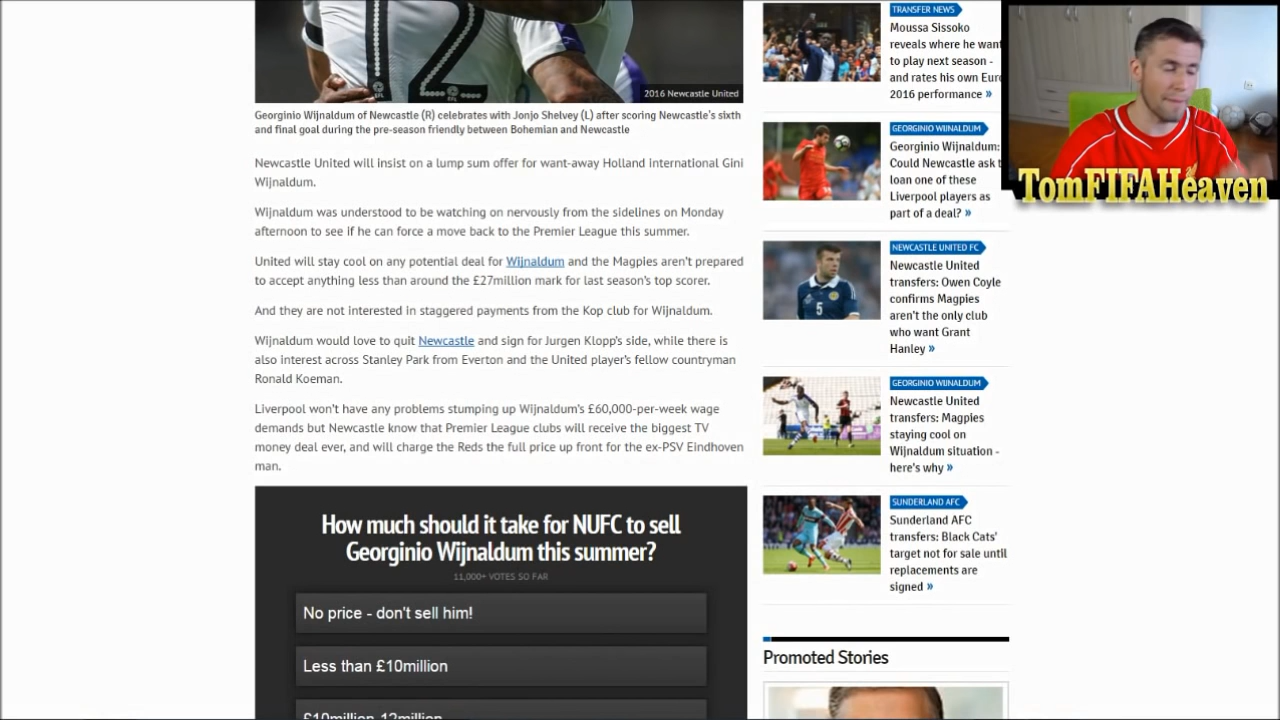 2016 Newcastle United
Georginio Wijnaldum of Newcastle (R) celebrates with Jonjo Shelvey (L) after scoring Newcastle's sixth
and final goal during the pre-season friendly between Bohemian and Newcastle
Newcastle United will insist on a lump sum offer for want-away Holland international Gini
Wijnaldum.
Wijnaldum was understood to be watching on nervously from the sidelines on Monday
afternoon to see if he can force a move back to the Premier League this summer.
United will stay cool on any potential deal for Wijnaldum and the Magpies aren't prepared
to accept anything less than around the £27million mark for last season's top scorer.
And they are not interested in staggered payments from the Kop club for Wijnaldum.
Wijnaldum would love to quit Newcastle and sign for Jurgen Klopp's side, while there is
also interest across Stanley Park from Everton and the United player's fellow countryman
Ronald Koeman.
Liverpool won't have any problems stumping up Wijnaldum's £60,000-per-week wage
demands but Newcastle know that Premier League clubs will receive the biggest TV
money deal ever, and will charge the Reds the full price up front for the ex-PSV Eindhoven
man.
How much should it take for NUFC to sell
Georginio Wijnaldum this summer?
11,000+ VOTES SO FAR
No price - don't sell him!
Less than £10million
£10million-12million
TRANSFER NEWS
Moussa Sissoko
reveals where he want
to play next season -
and rates his own Euro
2016 performance »
GEORGINIO WIJNALDUM
Georginio Wijnaldum:
Could Newcastle ask t
loan one of these
Liverpool players as
part of a deal? »
NEWCASTLE UNITED FC
Newcastle United
transfers: Owen Coyle
confirms Magpies
aren't the only club
who want Grant
Hanley »
GEORGINIO WIJNALDUM
Newcastle United
transfers: Magpies
staying cool on
Wijnaldum situation -
here's why »
SUNDERLAND AFC
Sunderland AFC
transfers: Black Cats'
target not for sale until
replacements are
signed »
Promoted Stories
TomFIFAHeaven
12
5